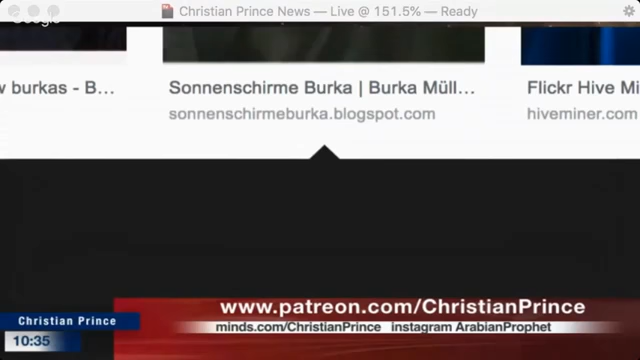 Christian Prince News — Live @ 151.5% — Ready
Google
w burkas - B...
Sonnenschirme Burka | Burka Müll...
Flickr Hive Mi
sonnenschirmeburka.blogspot.com
hiveminer.com
www.patreon.com/ChristianPrince
Christian Prince
minds.com/ChristianPrince instagram ArabianProphet
10:35